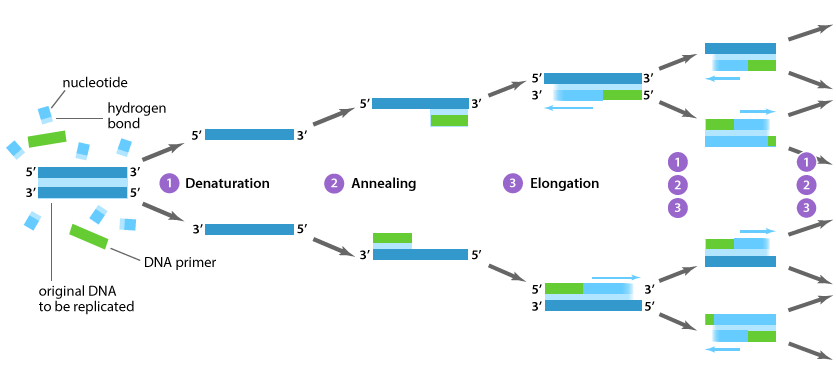 nucleotide
hydrogen
bond
5’ 3’
3’ 5’
DNA primer
original DNA
to be replicated
5’ 3’
1 Denaturation
3’ 5’
5’ 3’
2 Annealing
3’ 5’
5’ 3’
3’ 5’
3 Elongation
5’ 3’
3’ 5’
1
2
3
1
2
3